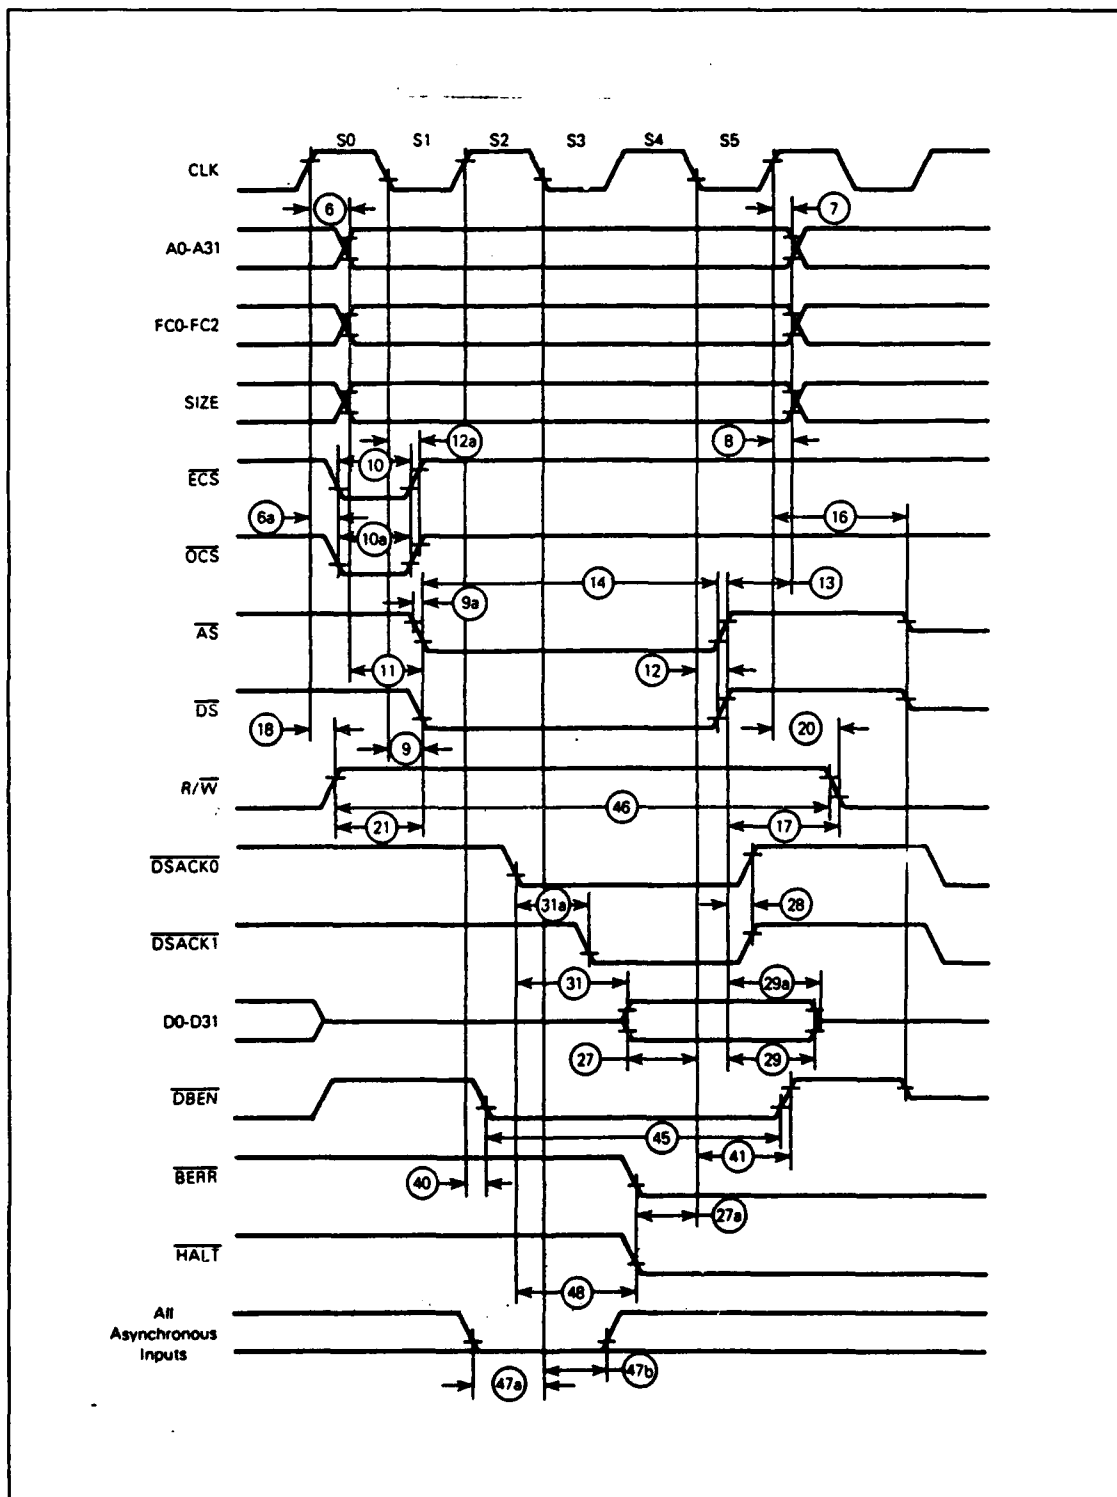 S0 S1 S2 S3 S4 S5
CLK
6 7
A0-A31
FC0-FC2
SIZE
12a 8
10
ECS
6a 16
10a
OCS
14 13
9a
AS
11 12
DS
18 20
9
R/W
46
21 17
DSACK0
31a 28
DSACK1
31 29a
D0-D31
27 29
DBEN
45
41
BERR
40
27a
HALT
48
All
Asynchronous
Inputs
47b
47a